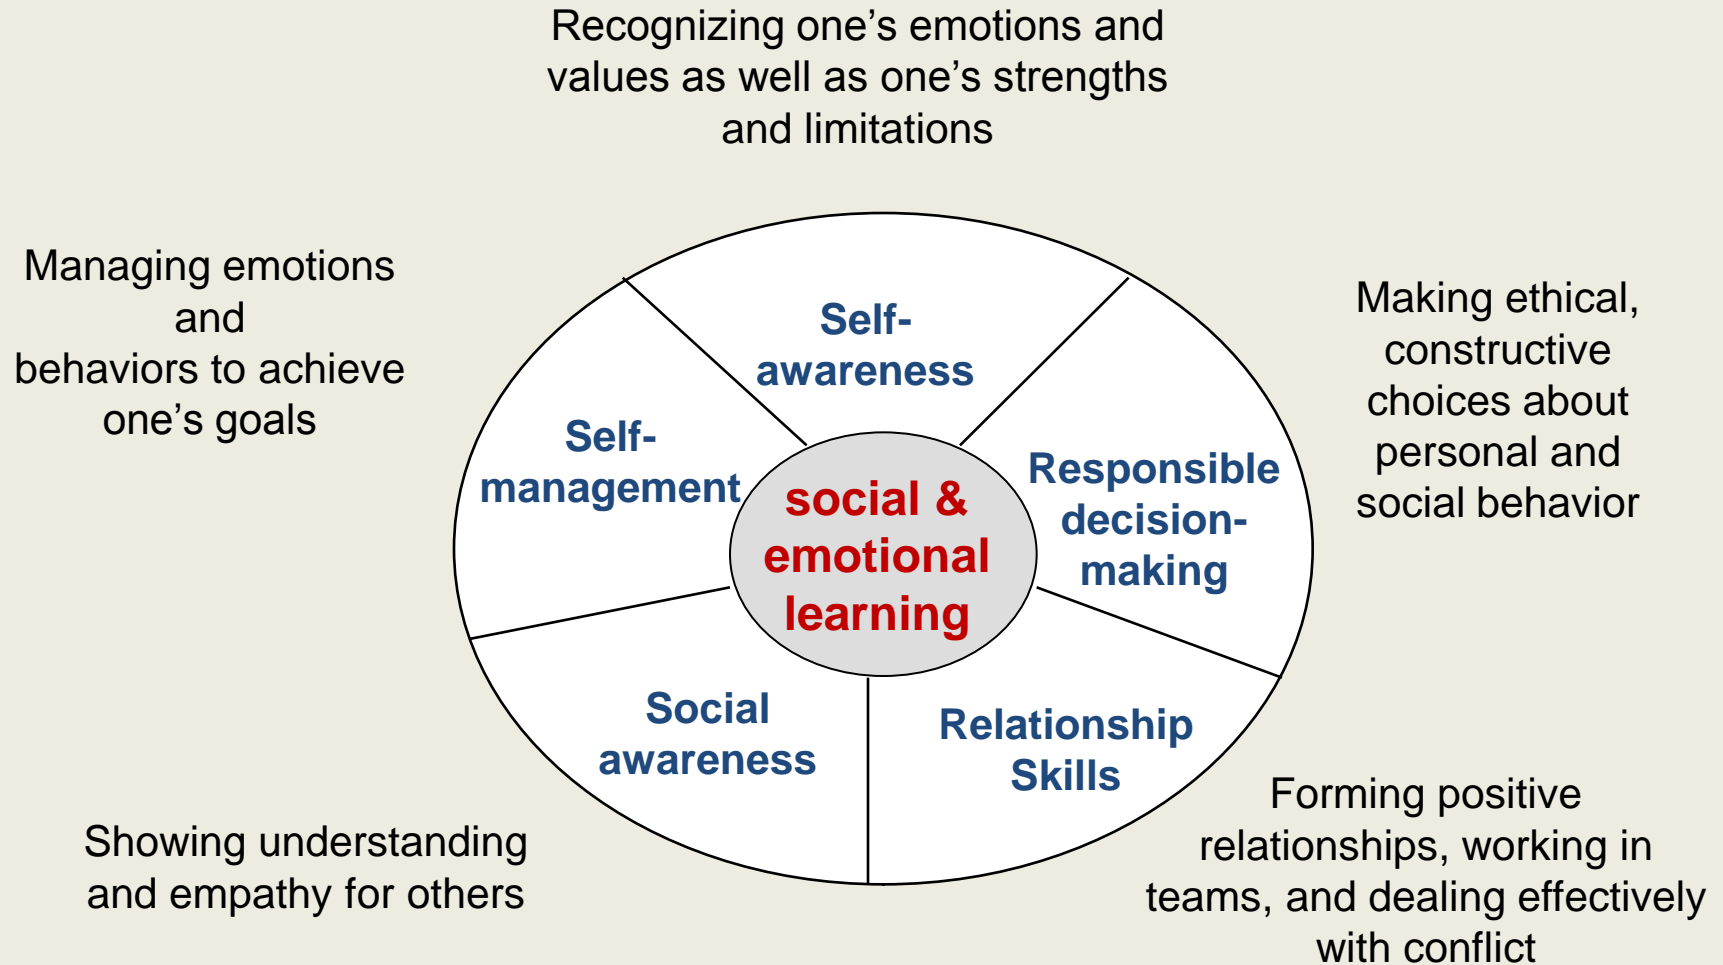 Recognizing one’s emotions and
values as well as one’s strengths
and limitations
Managing emotions
and
behaviors to achieve
one’s goals
Self-
awareness
Making ethical,
constructive
choices about
personal and
social behavior
Self-
management
social &
emotional
learning
Responsible
decision-
making
Social
awareness
Relationship
Skills
Showing understanding
and empathy for others
Forming positive
relationships, working in
teams, and dealing effectively
with conflict